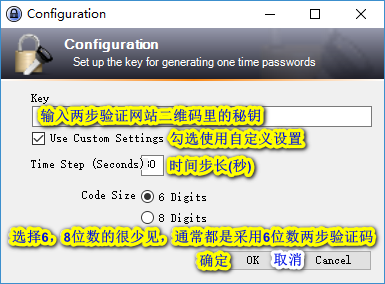 Configuration
Configuration
Set up the key for generating one time passwords
Key
输入两步验证网站二维码里的秘钥
Use Custom Settings 勾选使用自定义设置
Time Step (Seconds) 时间步长(秒)
Code Size 6 Digits
8 Digits
选择6，8位数的很少见，通常都是采用6位数两步验证码
确定 OK 取消 Cancel